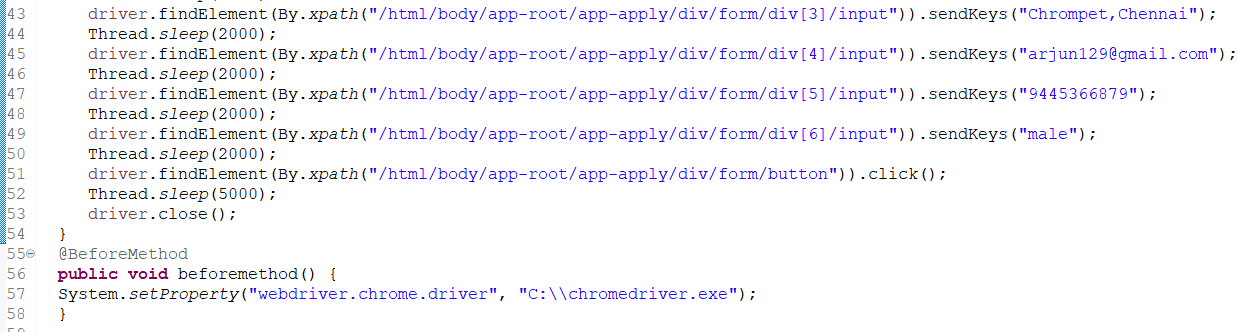 43 driver.findElement(By.xpath("/html/body/app-root/app-apply/div/form/div[3]/input")).sendKeys("Chrompet,Chennai");
44 Thread.sleep(2000);
45 driver.findElement(By.xpath("/html/body/app-root/app-apply/div/form/div[4]/input")).sendKeys("arjun129@gmail.com");
46 Thread.sleep(2000);
47 driver.findElement(By.xpath("/html/body/app-root/app-apply/div/form/div[5]/input")).sendKeys("9445366879");
48 Thread.sleep(2000);
49 driver.findElement(By.xpath("/html/body/app-root/app-apply/div/form/div[6]/input")).sendKeys("male");
50 Thread.sleep(2000);
51 driver.findElement(By.xpath("/html/body/app-root/app-apply/div/form/button")).click();
52 Thread.sleep(5000);
53 driver.close();
54 }
55 @BeforeMethod
56 public void beforemethod() {
57 System.setProperty("webdriver.chrome.driver", "C:\\chromedriver.exe");
58 }